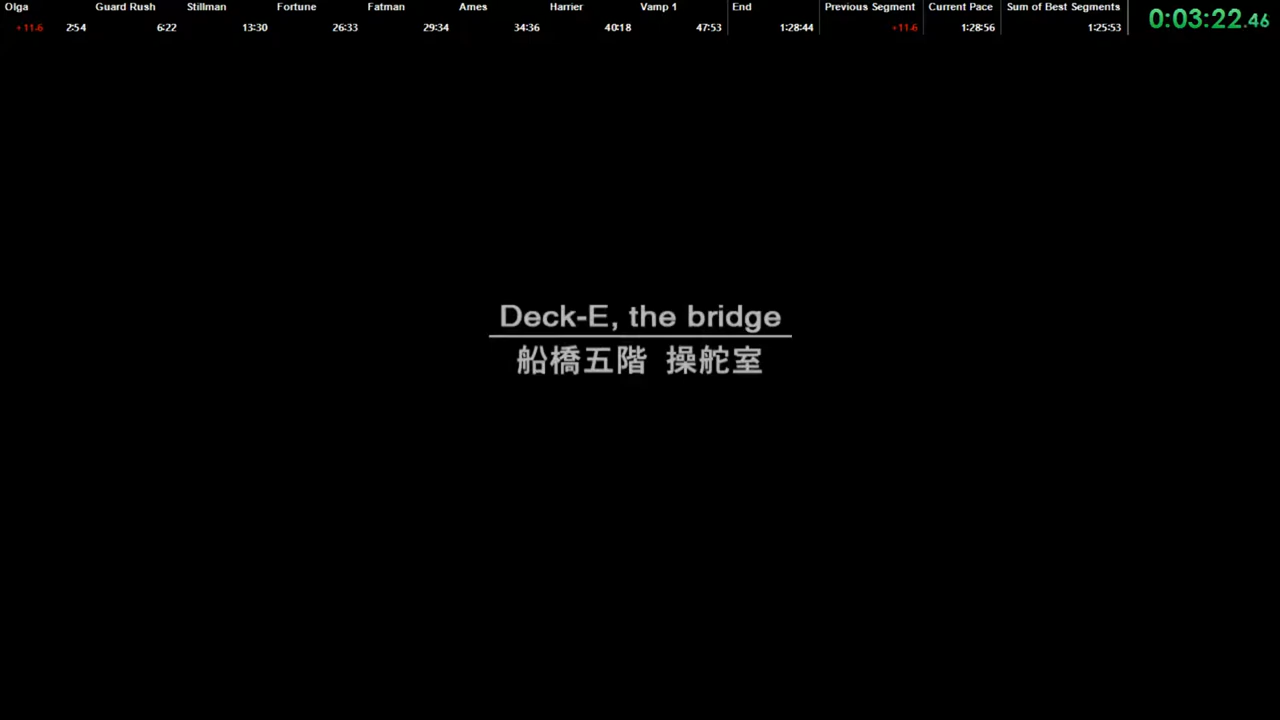 Olga Guard Rush Stillman Fortune Fatman Ames Harrier Vamp 1 End Previous Segment Current Pace Sum of Best Segments 0:03:22.46
+11.6 2:54 6:22 13:30 26:33 29:34 34:36 40:18 47:53 1:28:44 +11.6 1:28:56 1:25:53
Deck-E, the bridge
船橋五階 操舵室